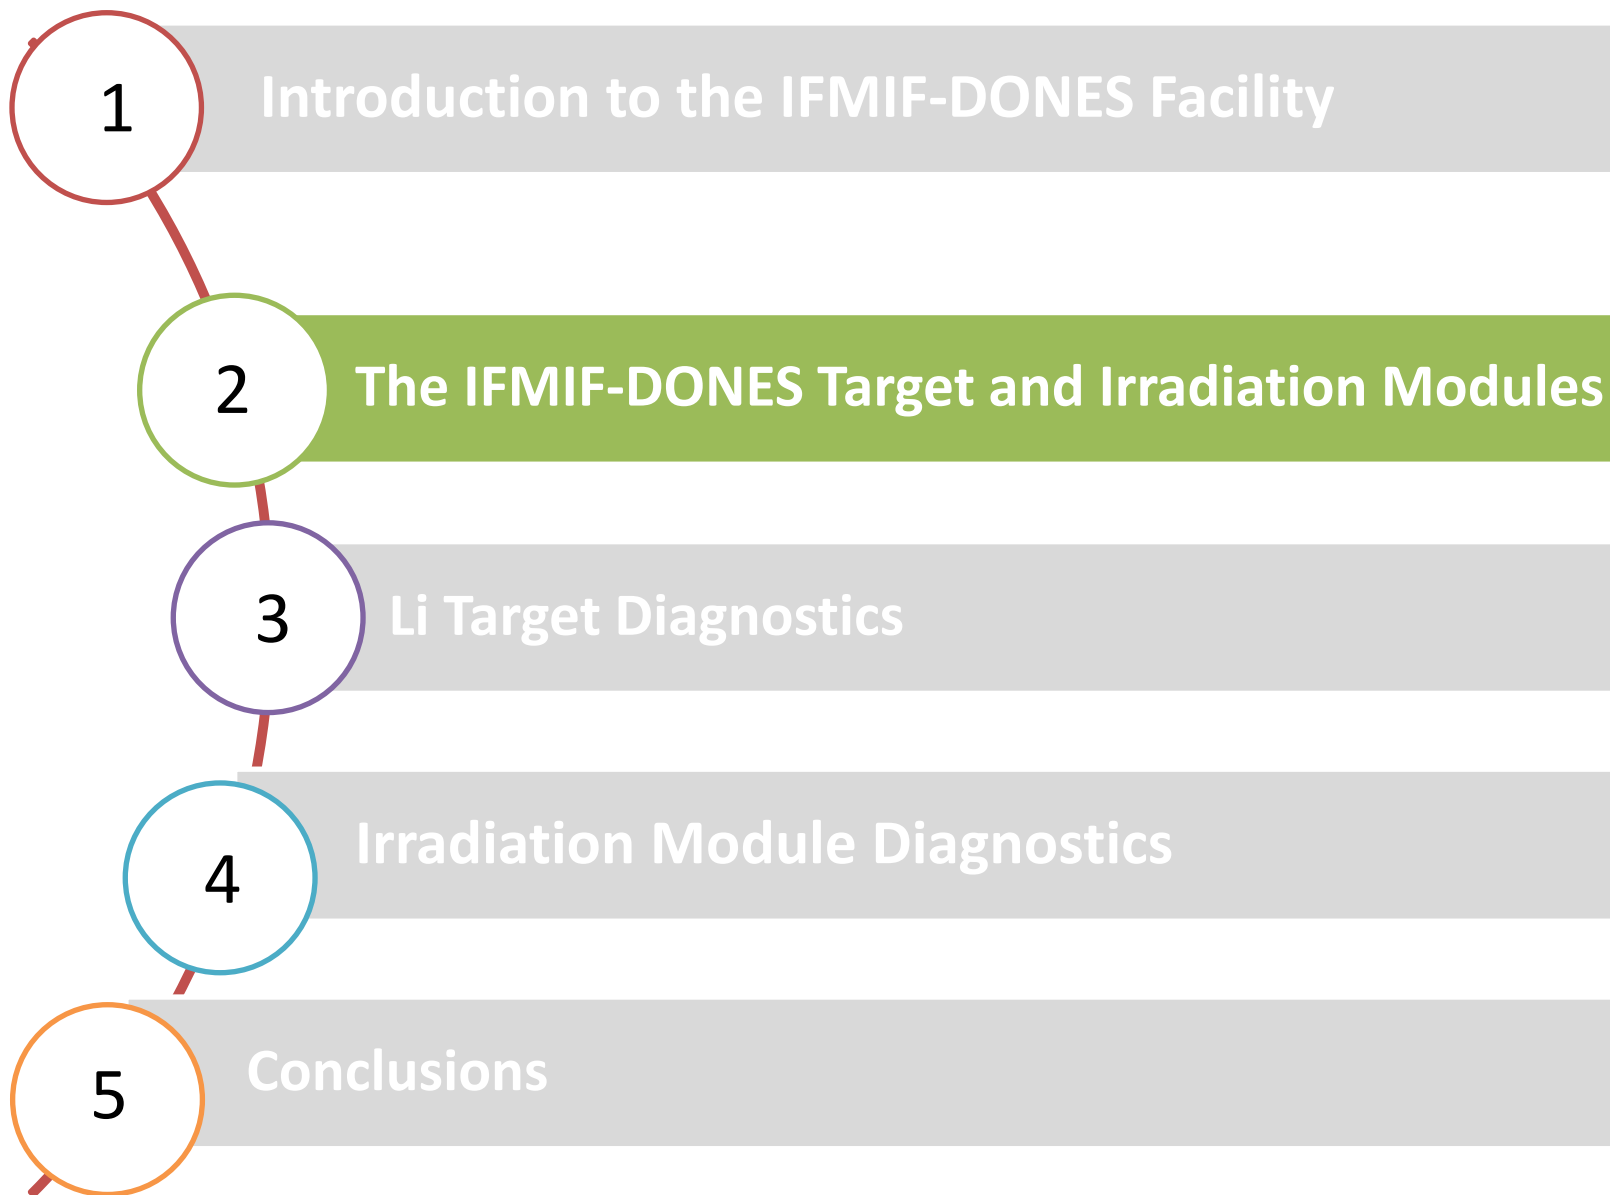 1
Introduction to the IFMIF-DONES Facility
2
The IFMIF-DONES Target and Irradiation Modules
3
Li Target Diagnostics
4
Irradiation Module Diagnostics
5
Conclusions